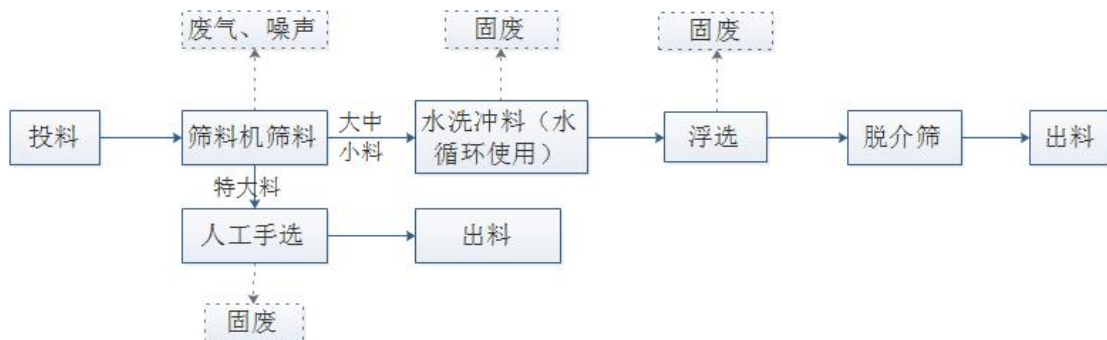 废气、噪声
固废
固废
投料
筛料机筛料
大中
小料
水洗冲料（水
循环使用）
浮选
脱介筛
出料
特大料
人工手选
出料
固废